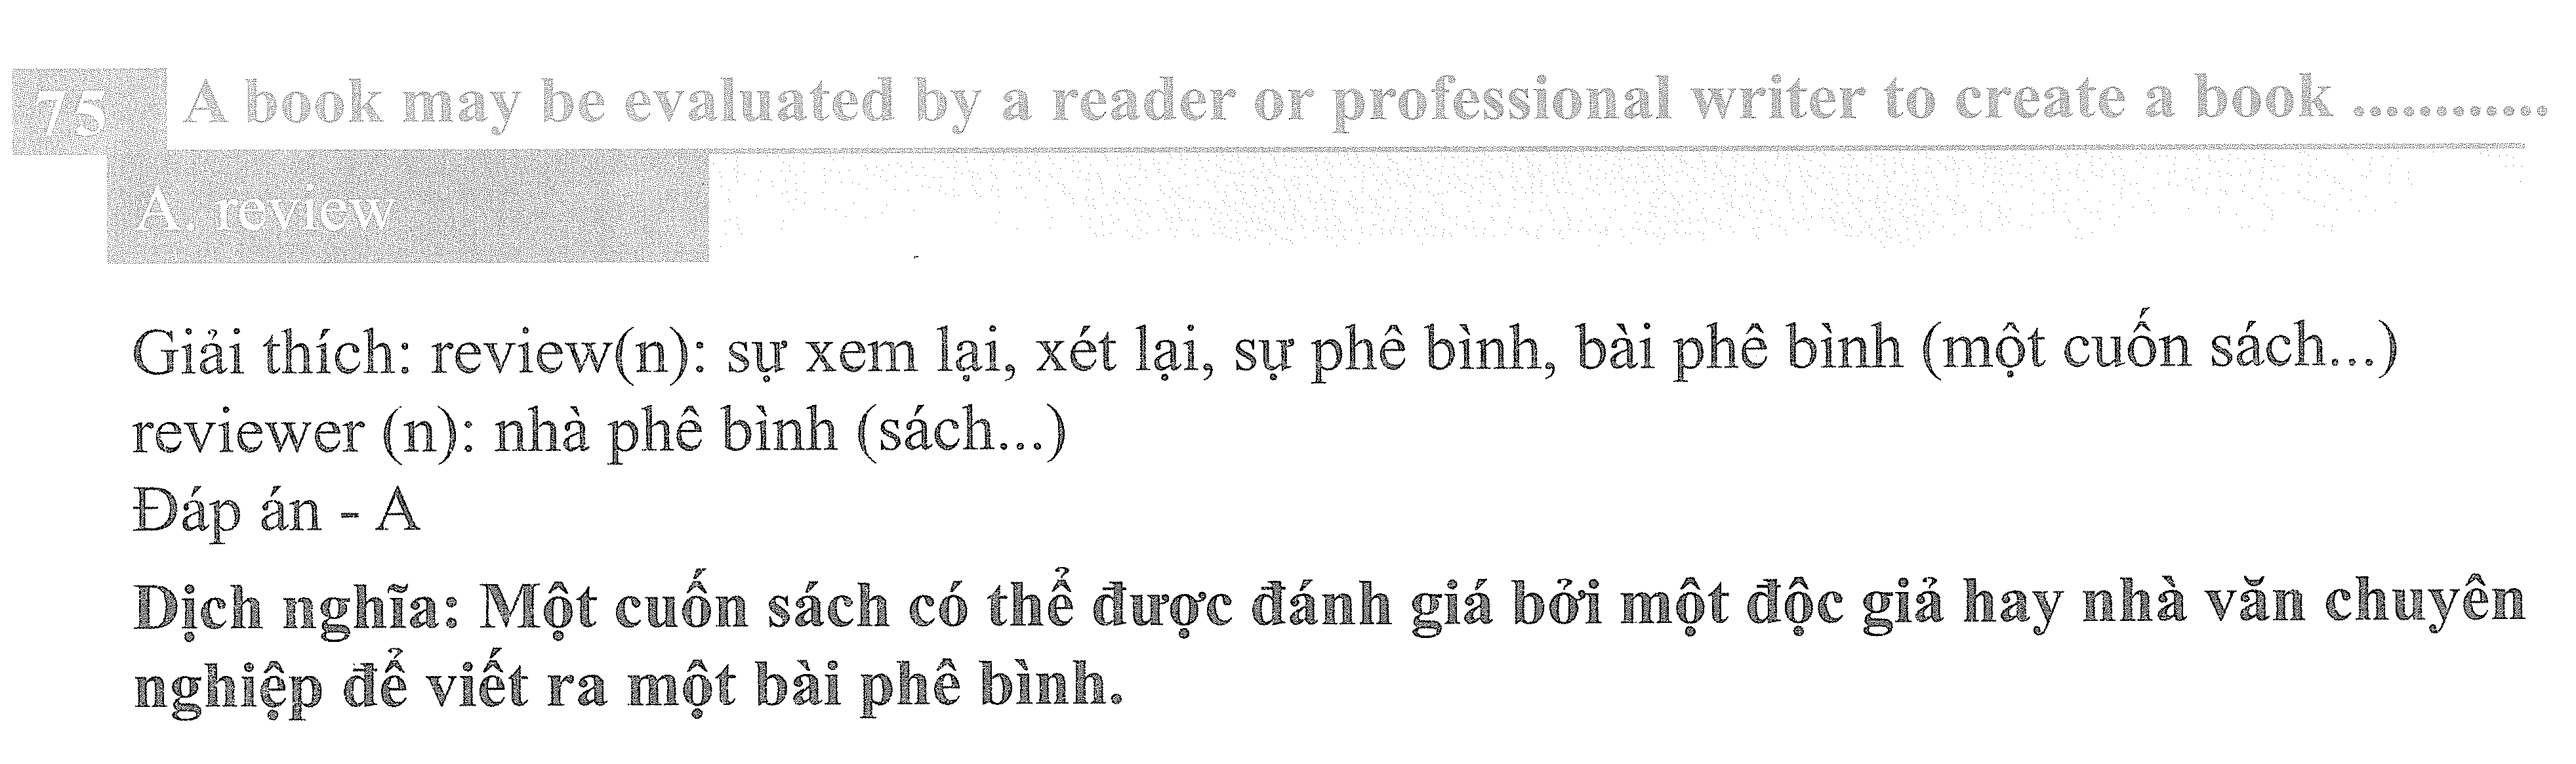 75 A book may be evaluated by a reader or professional writer to create a book ............
A. review
Giải thích: review(n): sự xem lại, xét lại, sự phê bình, bài phê bình (một cuốn sách...)
reviewer (n): nhà phê bình (sách...)
Đáp án - A
Dịch nghĩa: Một cuốn sách có thể được đánh giá bởi một độc giả hay nhà văn chuyên
nghiệp để viết ra một bài phê bình.